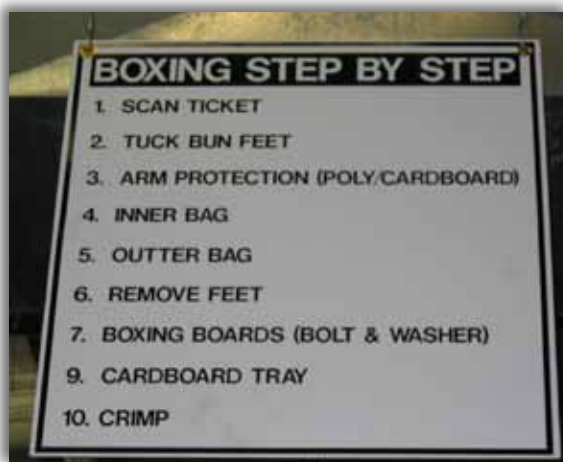 BOXING STEP BY STEP
1. SCAN TICKET
2. TUCK BUN FEET
3. ARM PROTECTION (POLY/CARDBOARD)
4. INNER BAG
5. OUTTER BAG
6. REMOVE FEET
7. BOXING BOARDS (BOLT & WASHER)
9. CARDBOARD TRAY
10. CRIMP